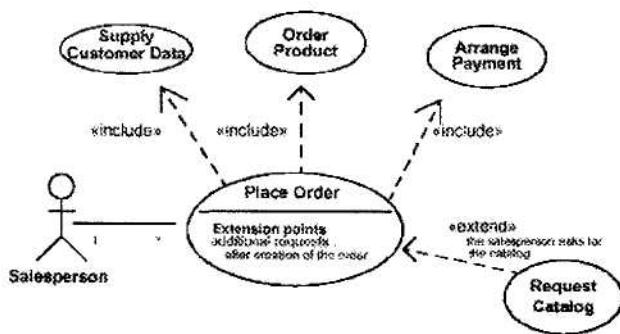 Supply
Customer Data
Order
Product
Arrange
Payment
«include»
«include»
«include»
Place Order
Extension points
additional requests :
after creation of the order
«extend»
the salesperson asks for
the catalog
1
*
Salesperson
Request
Catalog